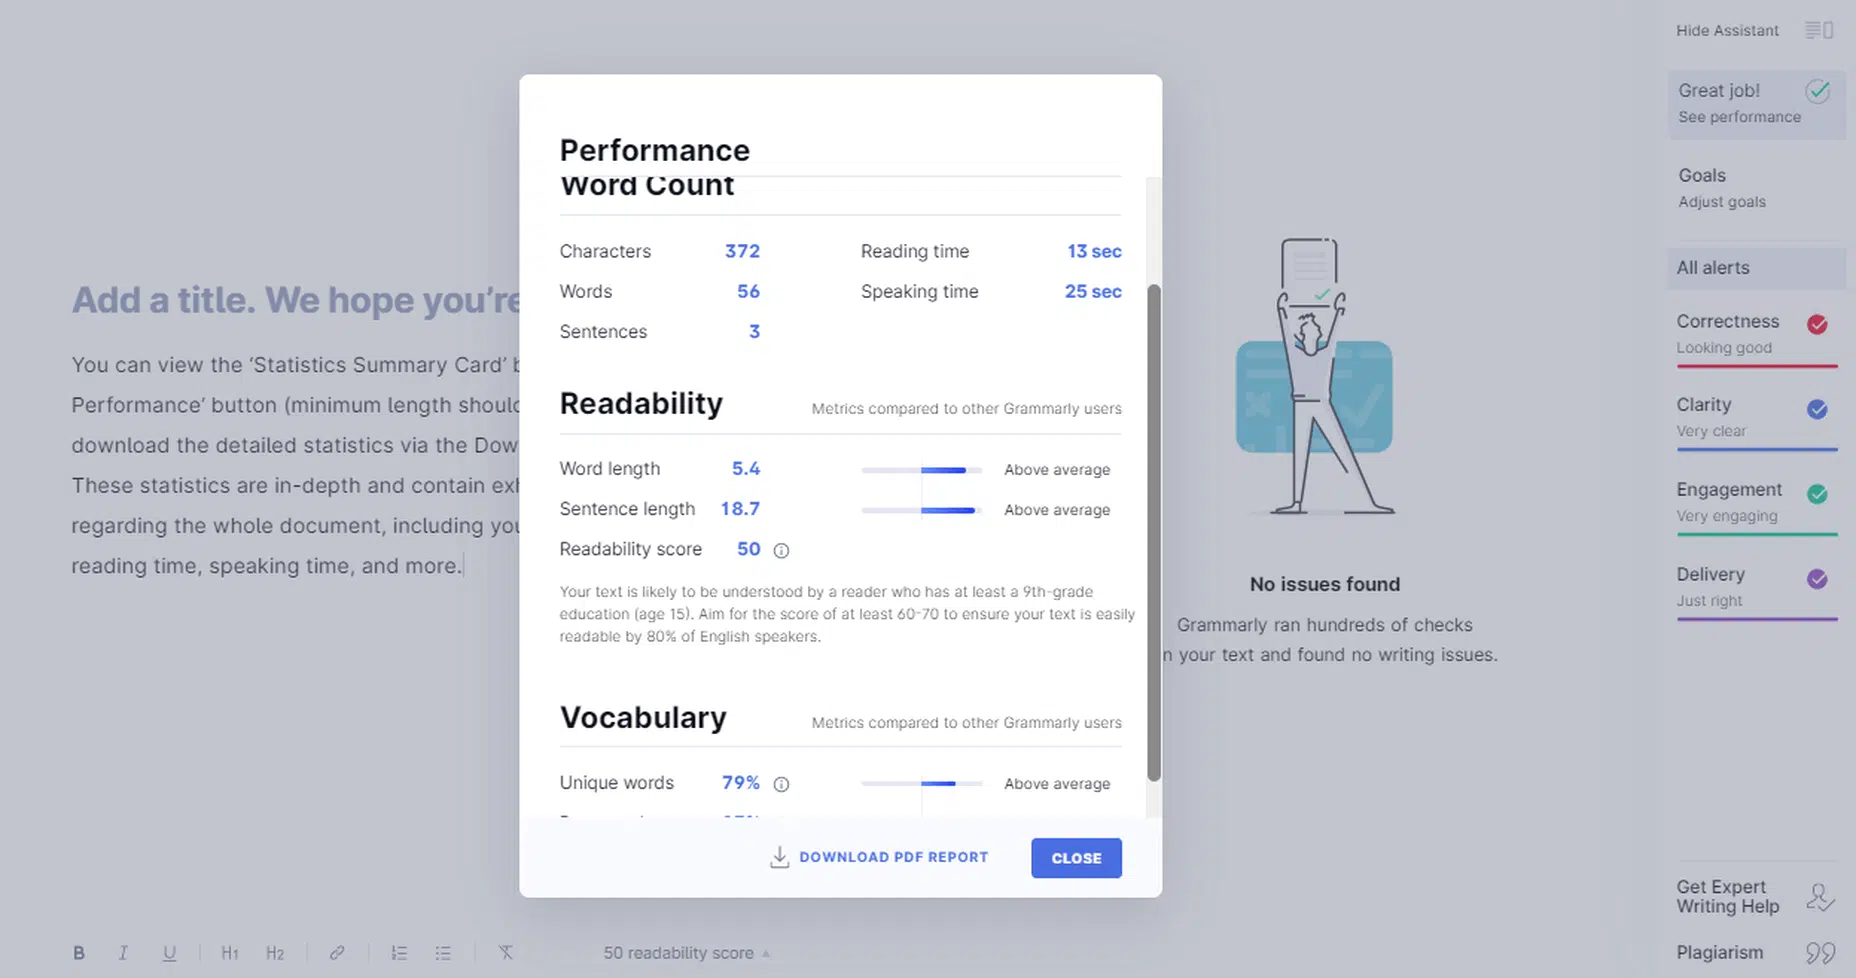 Hide Assistant
Great job!
See performance
Goals
Adjust goals
All alerts
Correctness
Looking good
Clarity
Very clear
Engagement
Very engaging
Delivery
Just right
Get Expert
Writing Help
Plagiarism
Add a title. We hope you're
You can view the ‘Statistics Summary Card’
Performance’ button (minimum length
download the detailed statistics via the
These statistics are in-depth and contain
regarding the whole document, including
reading time, speaking time, and more.
Performance
Word Count
Characters 372 Reading time 13 sec
Words 56 Speaking time 25 sec
Sentences 3
Readability Metrics compared to other Grammarly users
Word length 5.4 Above average
Sentence length 18.7 Above average
Readability score 50
Your text is likely to be understood by a reader who has at least a 9th-grade
education (age 15). Aim for the score of at least 60-70 to ensure your text is easily
readable by 80% of English speakers.
Vocabulary Metrics compared to other Grammarly users
Unique words 79% Above average
DOWNLOAD PDF REPORT CLOSE
No issues found
Grammarly ran hundreds of checks
your text and found no writing issues.
B I U H1 H2
50 readability score